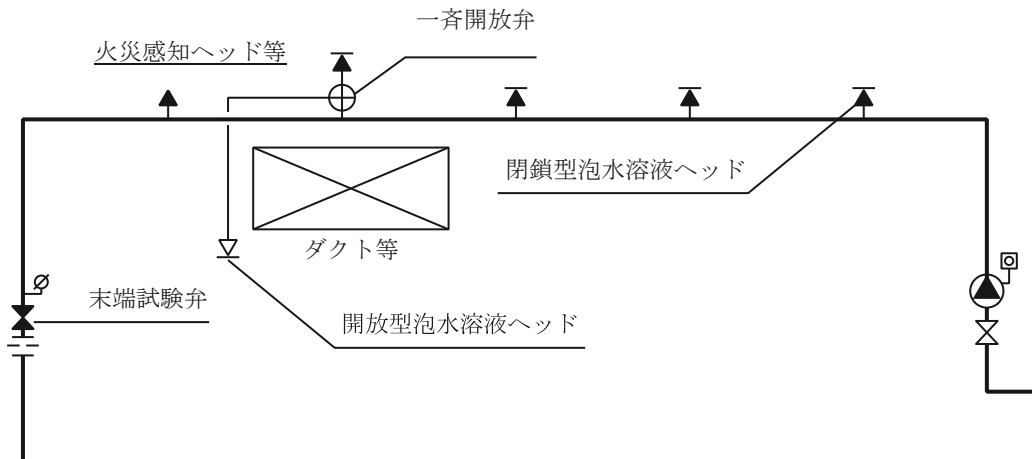 一斉開放弁
火災感知ヘッド等
閉鎖型泡水溶液ヘッド
ダクト等
末端試験弁
開放型泡水溶液ヘッド